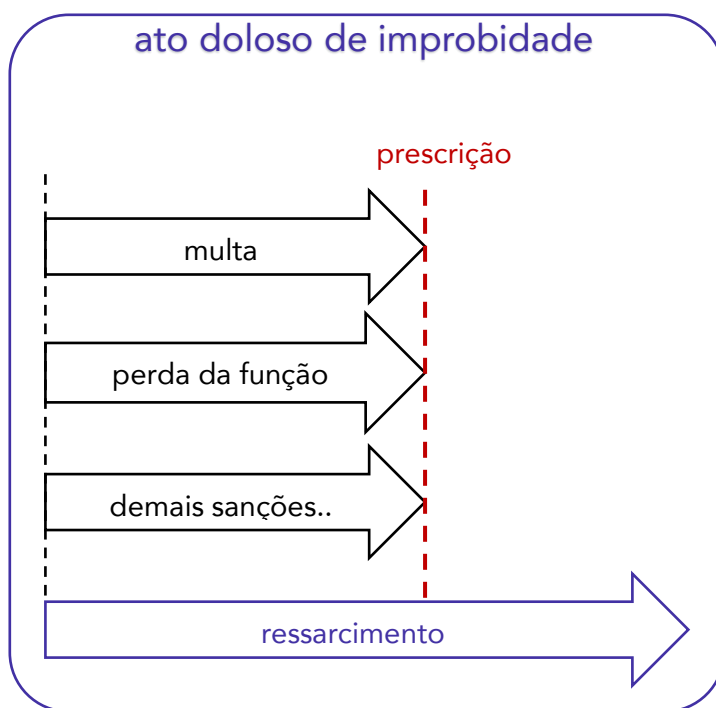 ato doloso de improbidade
prescrição
multa
perda da função
demais sanções..
ressarcimento